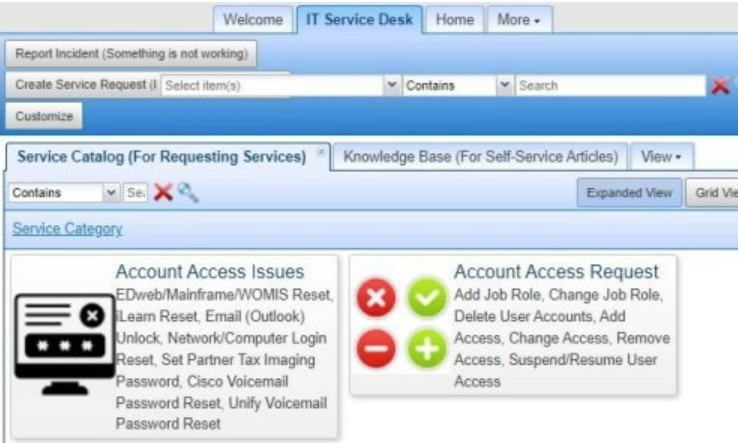 Welcome IT Service Desk Home More
Report Incident (Something is not working)
Create Service Request (I Select item(s) Contains Search
Customize
Service Catalog (For Requesting Services) Knowledge Base (For Self-Service Articles) View
Contains Sea Expanded View Grid Vie
Service Category
Account Access Issues
EDweb/Mainframe/WOMIS Reset,
iLearn Reset, Email (Outlook)
Unlock, Network/Computer Login
Reset, Set Partner Tax Imaging
Password, Cisco Voicemail
Password Reset, Unify Voicemail
Password Reset
Account Access Request
Add Job Role, Change Job Role,
Delete User Accounts, Add
Access, Change Access, Remove
Access, Suspend/Resume User
Access